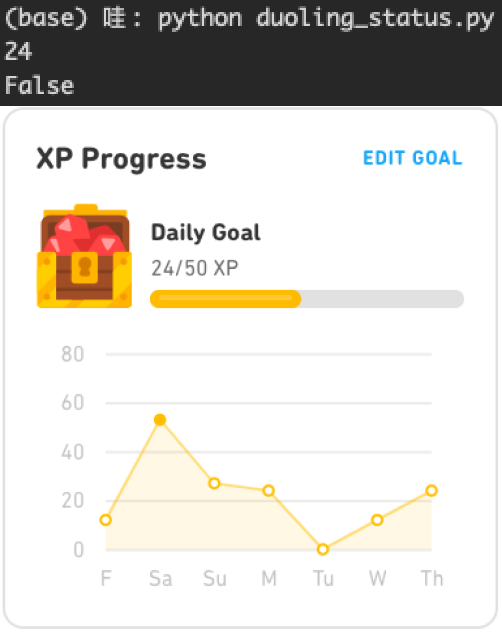 (base) 哇: python duoling_status.py
24
False
XP Progress
EDIT GOAL
Daily Goal
24/50 XP
80
60
40
20
0
F Sa Su M Tu W Th